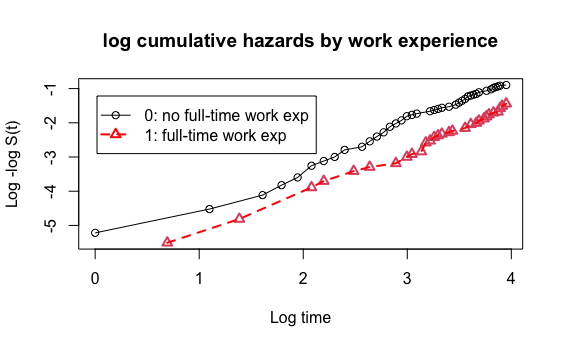 log cumulative hazards by work experience
Log -log S(t)
-1
-2
-3
-4
-5
0: no full-time work exp
1: full-time work exp
0 1 2 3 4
Log time